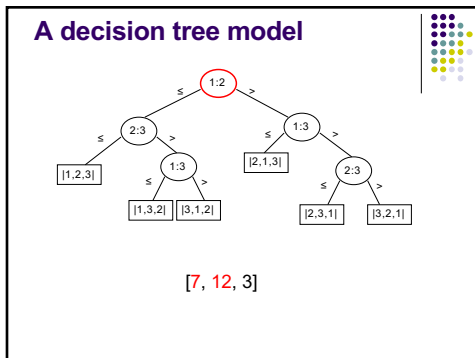 A decision tree model
1:2
≤ >
2:3 1:3
≤ > ≤ >
|1,2,3| 1:3 |2,1,3| 2:3
≤ > ≤ >
|1,3,2| |3,1,2| |2,3,1| |3,2,1|
[7, 12, 3]